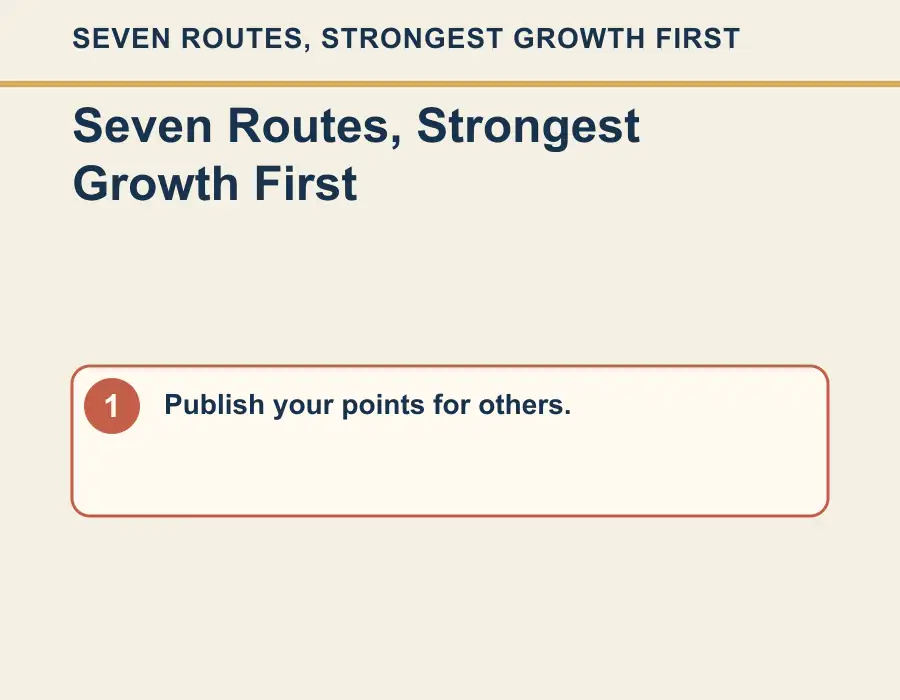 SEVEN ROUTES, STRONGEST GROWTH FIRST
Seven Routes, Strongest
Growth First
1 Publish your points for others.